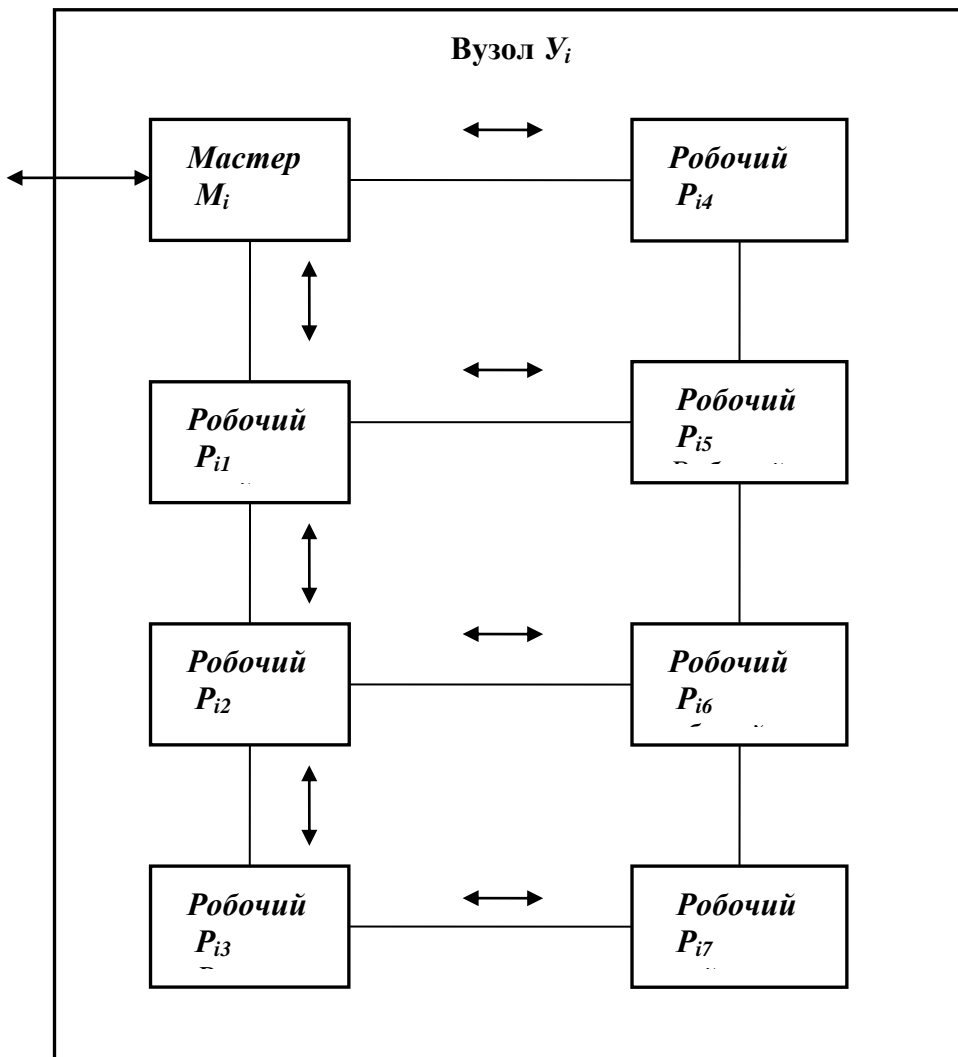 Вузол Уi
Мастер
Mi
Робочий
Pi4
Робочий
Pi1
Робочий
Pi5
Робочий
Pi2
Робочий
Pi6
Робочий
Pi3
Робочий
Pi7